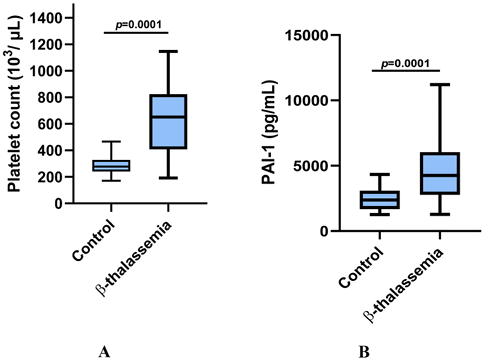 Platelet count (10³/ µL)
1400
1200
1000
800
600
400
200
0
p=0.0001
Control
β-thalassemia
A
PAI-1 (pg/mL)
15000
10000
5000
0
p=0.0001
Control
β-thalassemia
B